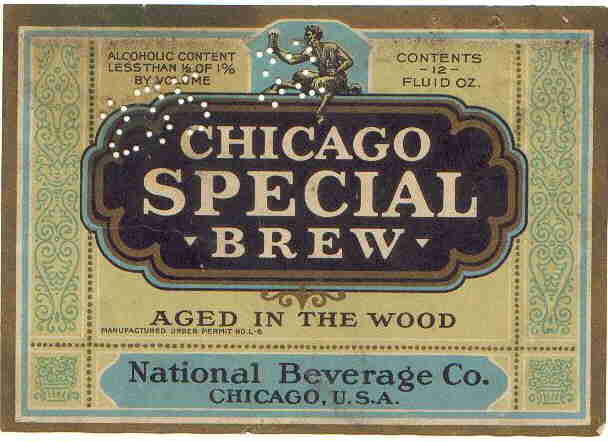 ALCOHOLIC CONTENT
LESS THAN ½ OF 1%
BY VOLUME
CONTENTS
-12-
FLUID OZ.
CHICAGO
SPECIAL
BREW
AGED IN THE WOOD
MANUFACTURED UNDER PERMIT NO. L-6
National Beverage Co.
CHICAGO, U.S.A.